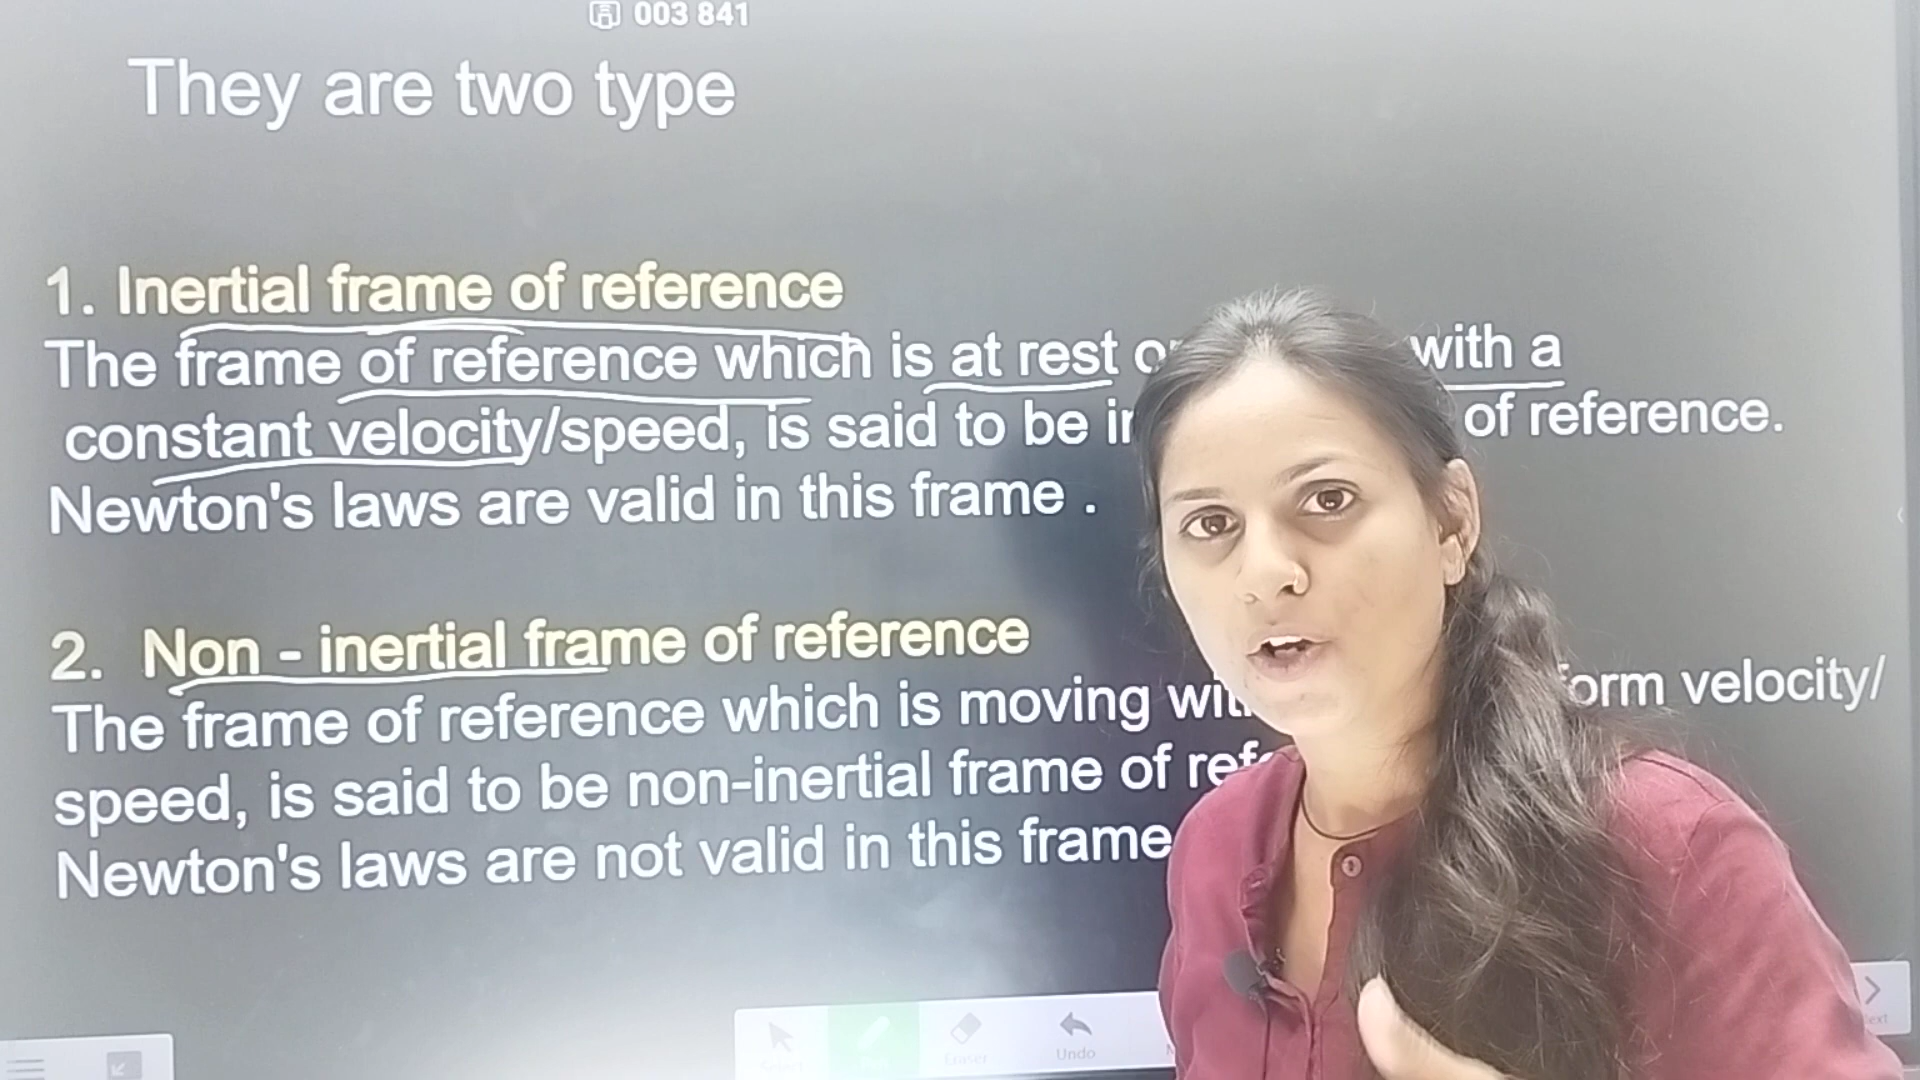 003 841
They are two type
1. Inertial frame of reference
The frame of reference which is at rest with a
constant velocity/speed, is said to be of reference.
Newton's laws are valid in this frame .
2. Non - inertial frame of reference
The frame of reference which is moving velocity/
speed, is said to be non-inertial frame of
Newton's laws are not valid in this frame
Eraser Undo